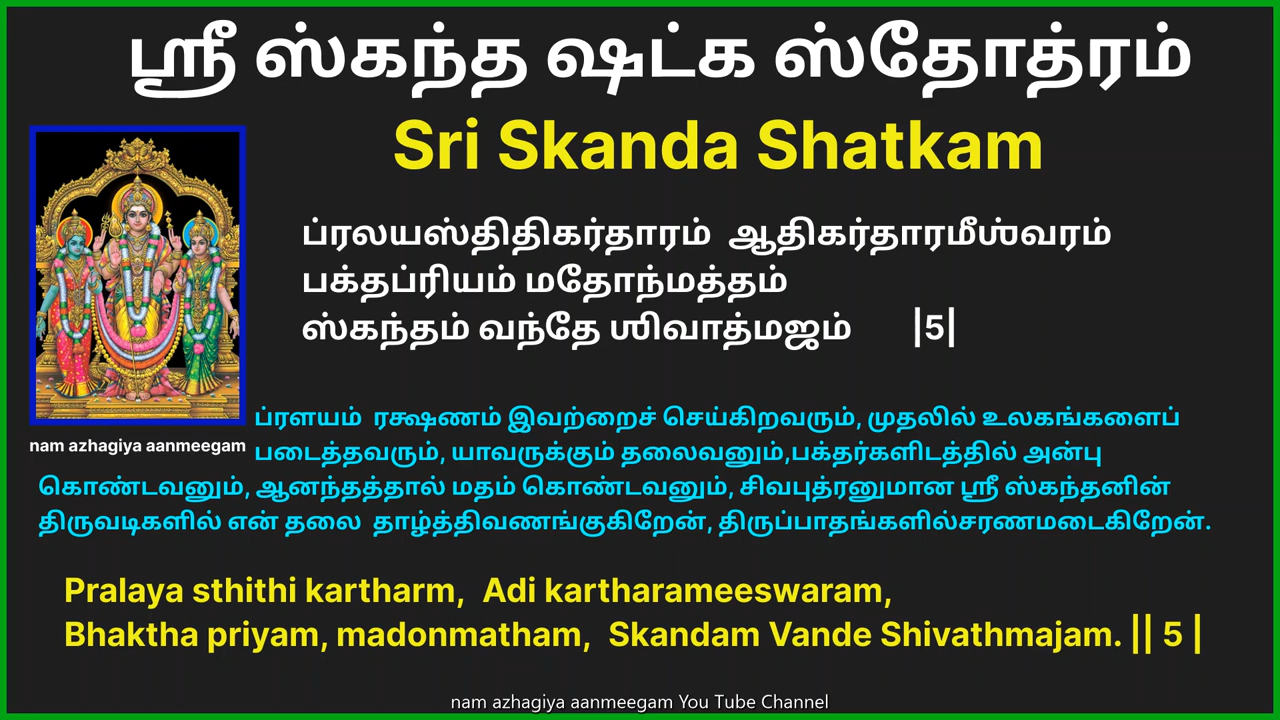 ஸ்ரீ ஸ்கந்த ஷட்க ஸ்தோத்ரம்
Sri Skanda Shatkam
ப்ரலயஸ்திதிகர்தாரம் ஆதிகர்தாரமீஶ்வரம்
பக்தப்ரியம் மதோந்மத்தம்
ஸ்கந்தம் வந்தே ஶிவாத்மஜம் |5|
ப்ரளயம் ரக்ஷணம் இவற்றைச் செய்கிறவரும், முதலில் உலகங்களைப்
nam azhagiya aanmeegam
படைத்தவரும், யாவருக்கும் தலைவனும்,பக்தர்களிடத்தில் அன்பு
கொண்டவனும், ஆனந்தத்தால் மதம் கொண்டவனும், சிவபுத்ரனுமான ஸ்ரீ ஸ்கந்தனின்
திருவடிகளில் என் தலை தாழ்த்திவணங்குகிறேன், திருப்பாதங்களில்சரணமடைகிறேன்.
Pralaya sthithi kartharm, Adi kartharameeswaram,
Bhaktha priyam, madonmatham, Skandam Vande Shivathmajam. || 5 |
nam azhagiya aanmeegam You Tube Channel